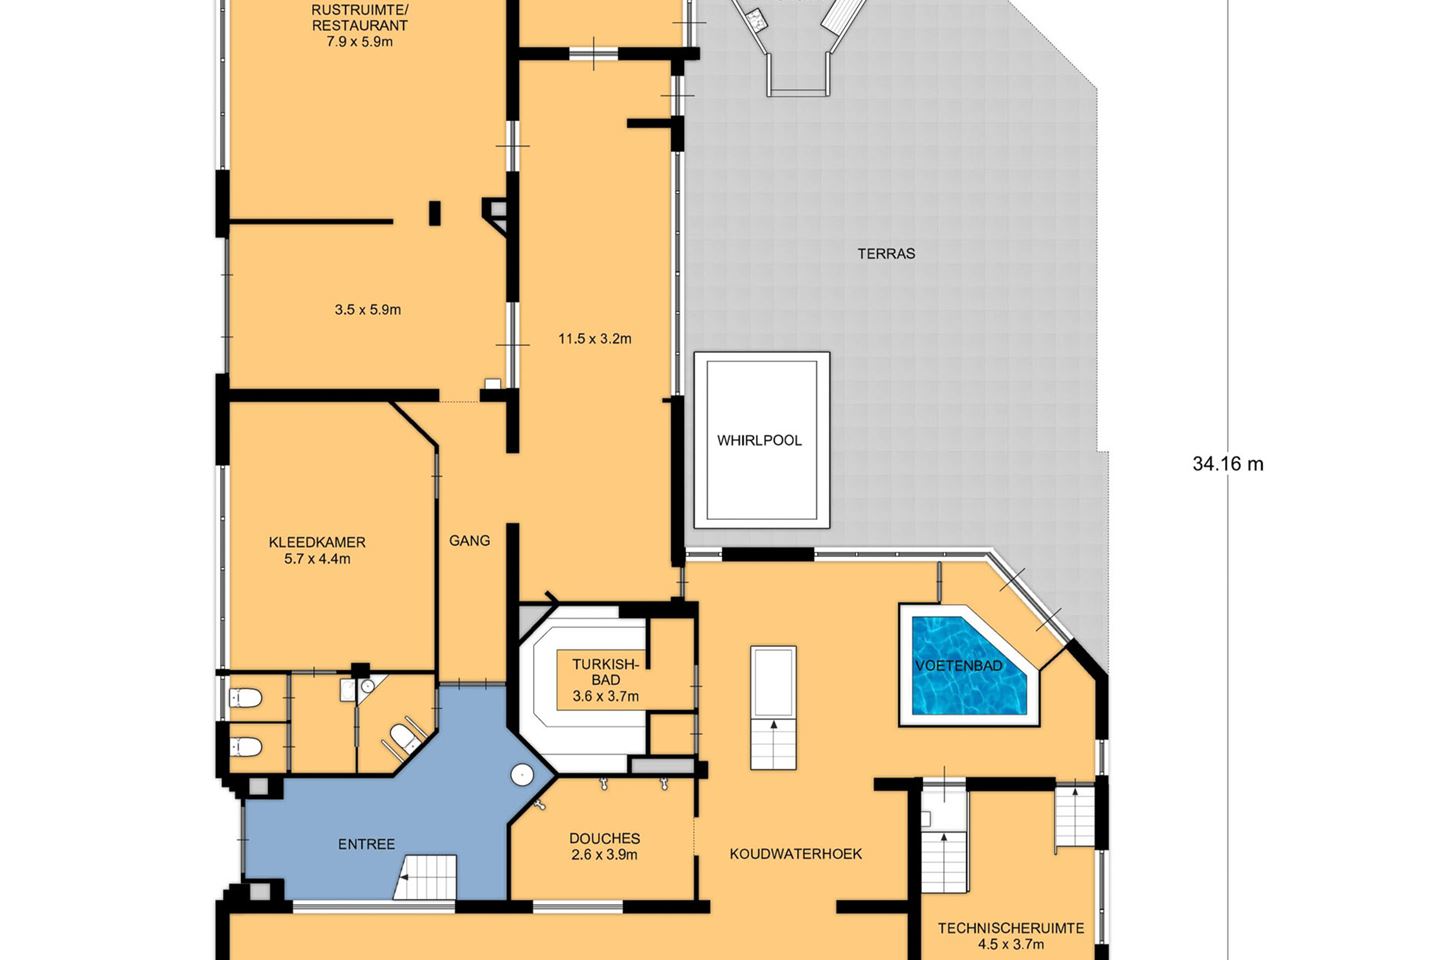 RUSTRUIMTE/
RESTAURANT
7.9 x 5.9m
TERRAS
3.5 x 5.9m
11.5 x 3.2m
WHIRLPOOL
34.16 m
KLEEDKAMER
5.7 x 4.4m
GANG
TURKISH-
BAD
3.6 x 3.7m
VOETENBAD
ENTREE
DOUCHES
2.6 x 3.9m
KOUDWATERHOEK
TECHNISCHERUIMTE
4.5 x 3.7m